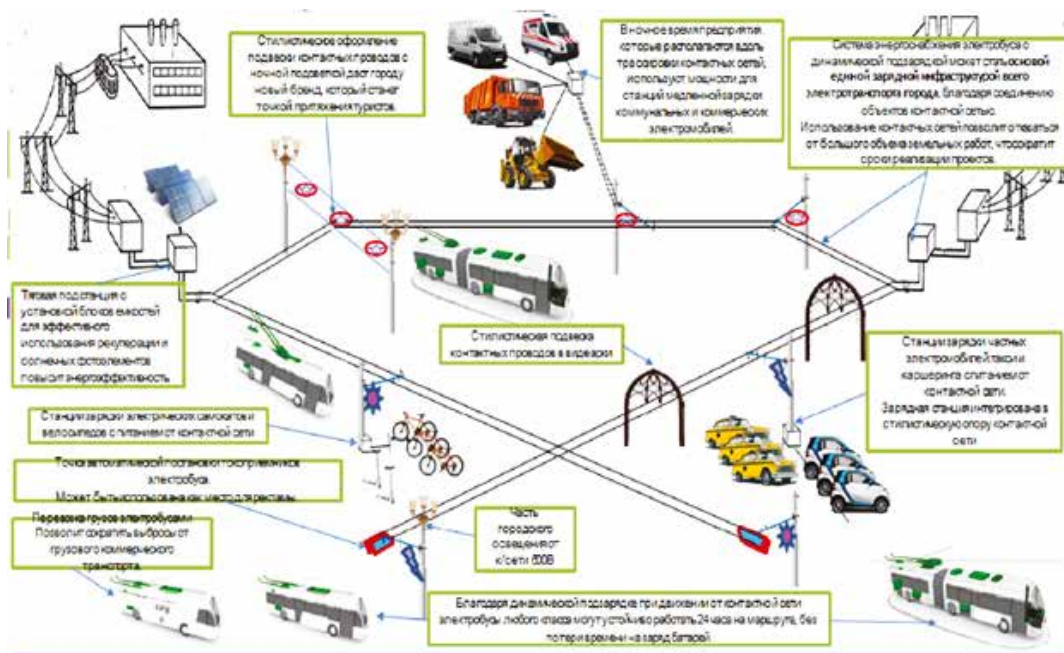 Стилистическое оформление
подвески контактных проводов с
ночной подсветкой даст городу
новый бренд, который станет
точкой притяжения туристов.
В ночное время предприятия,
которые располагаются вдоль
трассировки контактных сетей,
используют мощности для
станций медленной зарядки
коммунальных и коммерческих
электромобилей.
Система энергоснабжения электробуса с
динамической подзарядкой может стать основой
единой зарядной инфраструктурой всего
электротранспорта города, благодаря соединению
объектов контактной сетью.
Использование контактных сетей позволит отказаться
от большого объема земельных работ, что сократит
сроки реализации проектов.
Тяговая подстанция с
установкой блоков емкостей
для эффективного
использования рекуперации и
солнечных фотоэлементов
повысит энергоэффективность
Стилистическая подвеска
контактных проводов в виде арки
Станции зарядки частных
электромобилей такси и
каршеринга с питанием от
контактной сети.
Зарядная станция интегрирована в
стилистическую опору контактной
сети
Станции зарядки электрических самокатов и
велосипедов с питанием от контактной сети
Точка автоматической постановки токоприемников
электробуса.
Может быть использована как место для рекламы.
Перевозка грузов электробусами
Позволит сократить выбросы от
грузового коммерческого
транспорта.
Часть
городского
освещения от
к/сети 600В
Благодаря динамической подзарядке при движении от контактной сети
электробусы любого класса могут устойчиво работать 24 часа на маршруте, без
потери времени на заряд батарей.